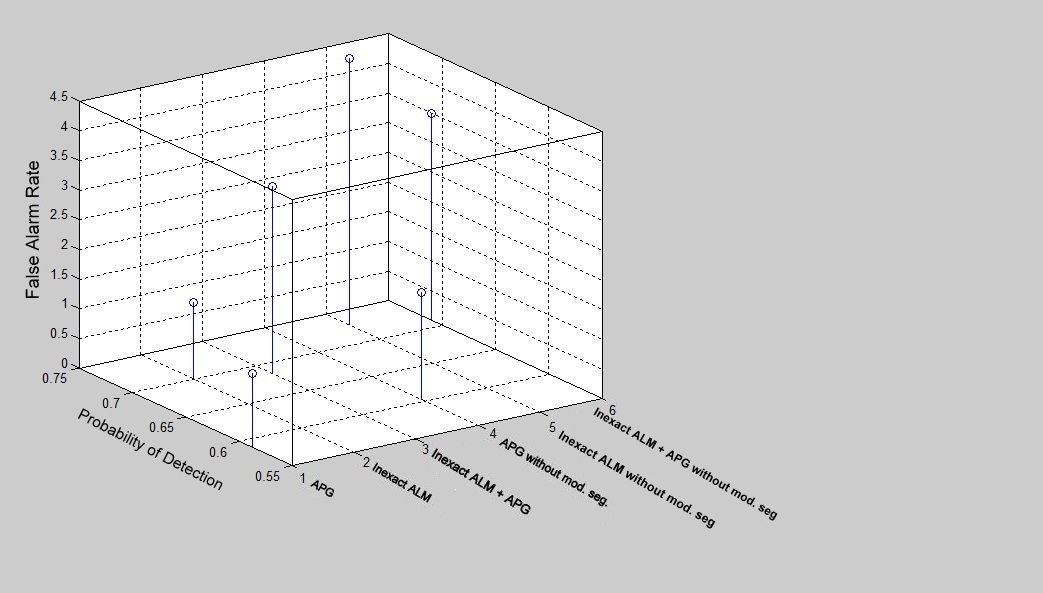 4.5
4
3.5
3
2.5
2
1.5
1
0.5
0
False Alarm Rate
0.75
0.7
0.65
0.6
0.55
Probability of Detection
1 APG
2 Inexact ALM
3 Inexact ALM + APG
4 APG without mod. seg.
5 Inexact ALM without mod. seg
6 Inexact ALM + APG without mod. seg